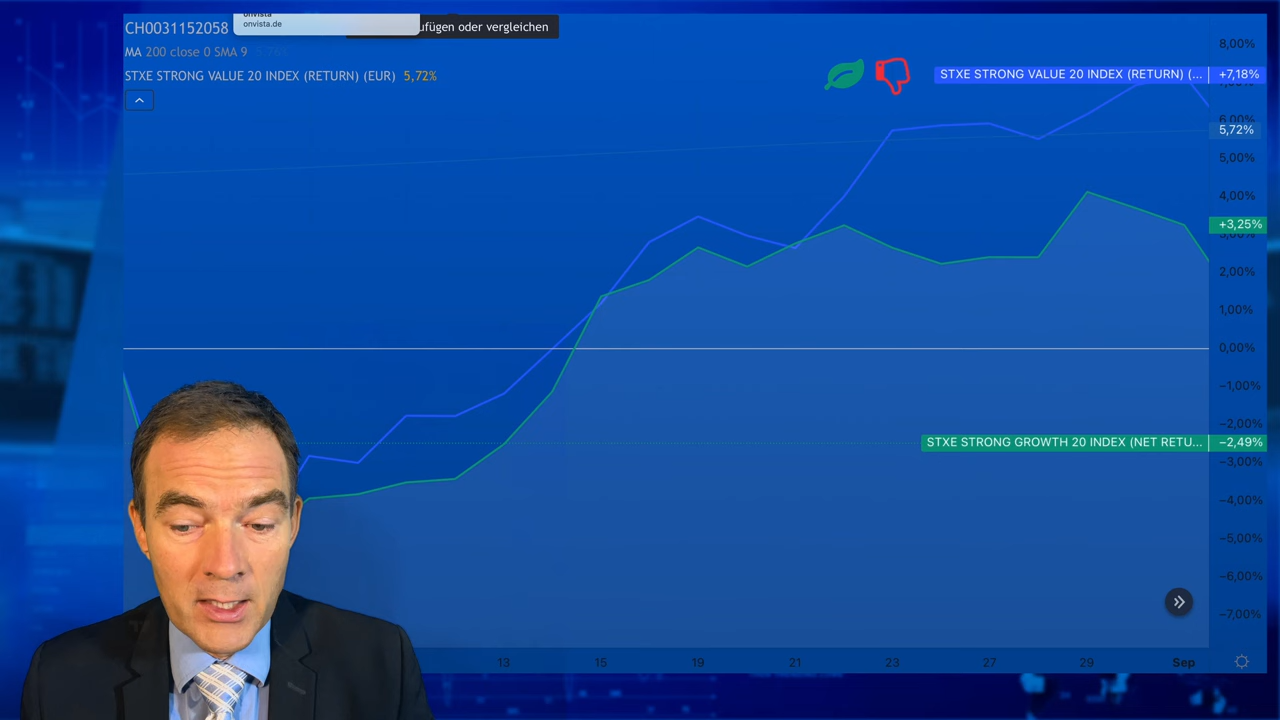 onvista
onvista.de
CH0031152058
ufügen oder vergleichen
MA 200 close 0 SMA 9
STXE STRONG VALUE 20 INDEX (RETURN) (EUR) 5,72%
STXE STRONG VALUE 20 INDEX (RETURN) (... +7,18%
8,00%
7,00%
6,00%
5,72%
5,00%
4,00%
+3,25%
3,00%
2,00%
1,00%
0,00%
−1,00%
−2,00%
STXE STRONG GROWTH 20 INDEX (NET RETU... −2,49%
−3,00%
−4,00%
−5,00%
−6,00%
−7,00%
13 15 19 21 23 27 29 Sep